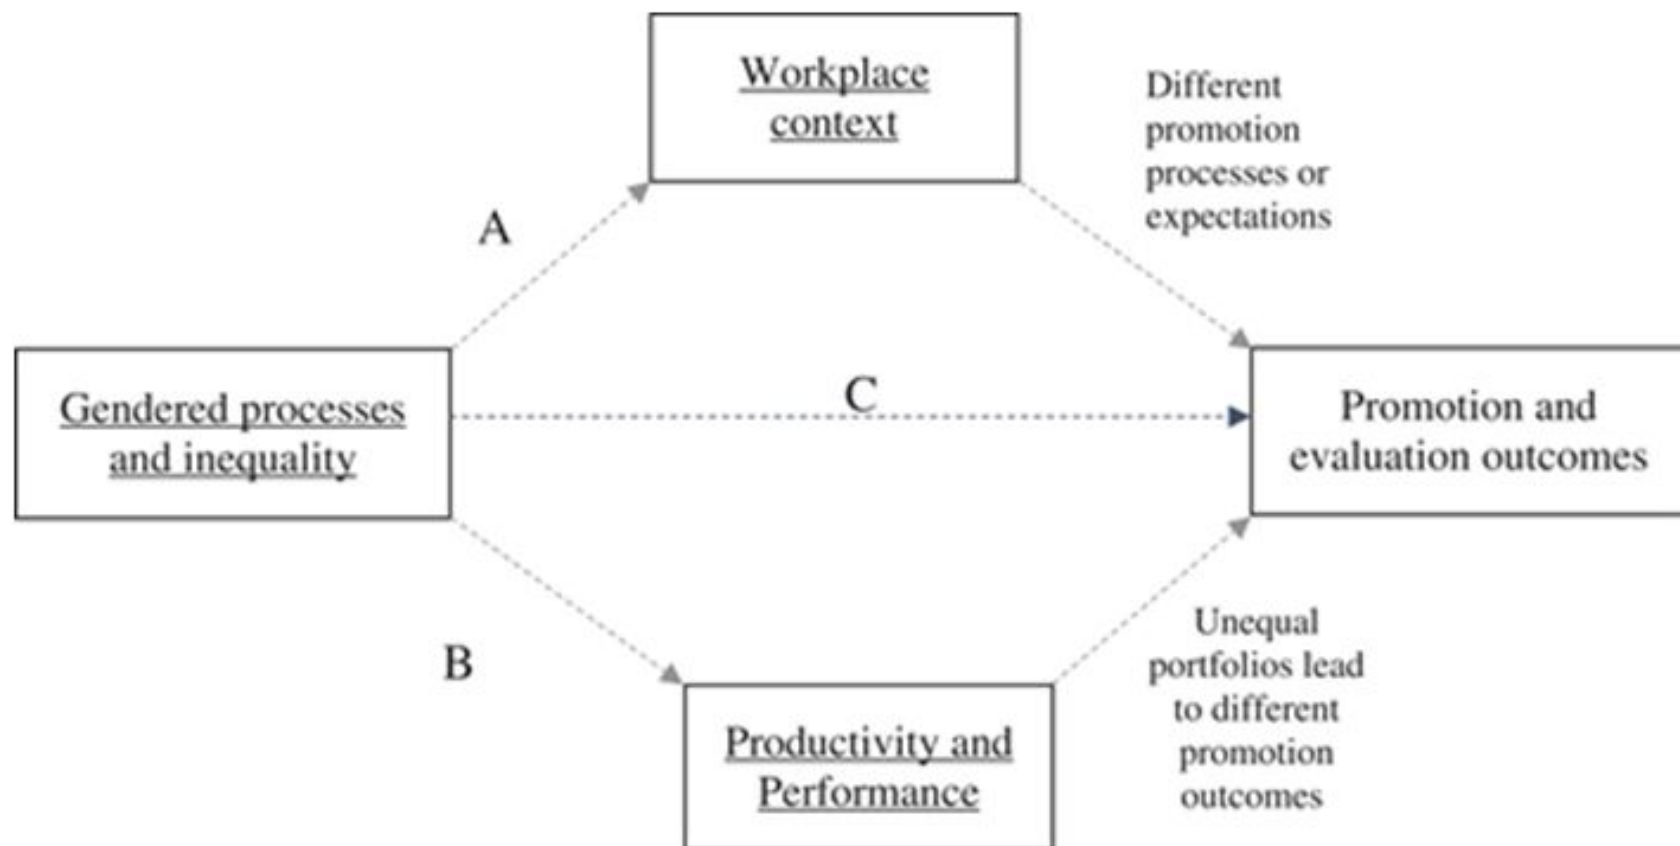 Workplace
context
Different
promotion
processes or
expectations
A
Gendered processes
and inequality
C
Promotion and
evaluation outcomes
B
Productivity and
Performance
Unequal
portfolios lead
to different
promotion
outcomes